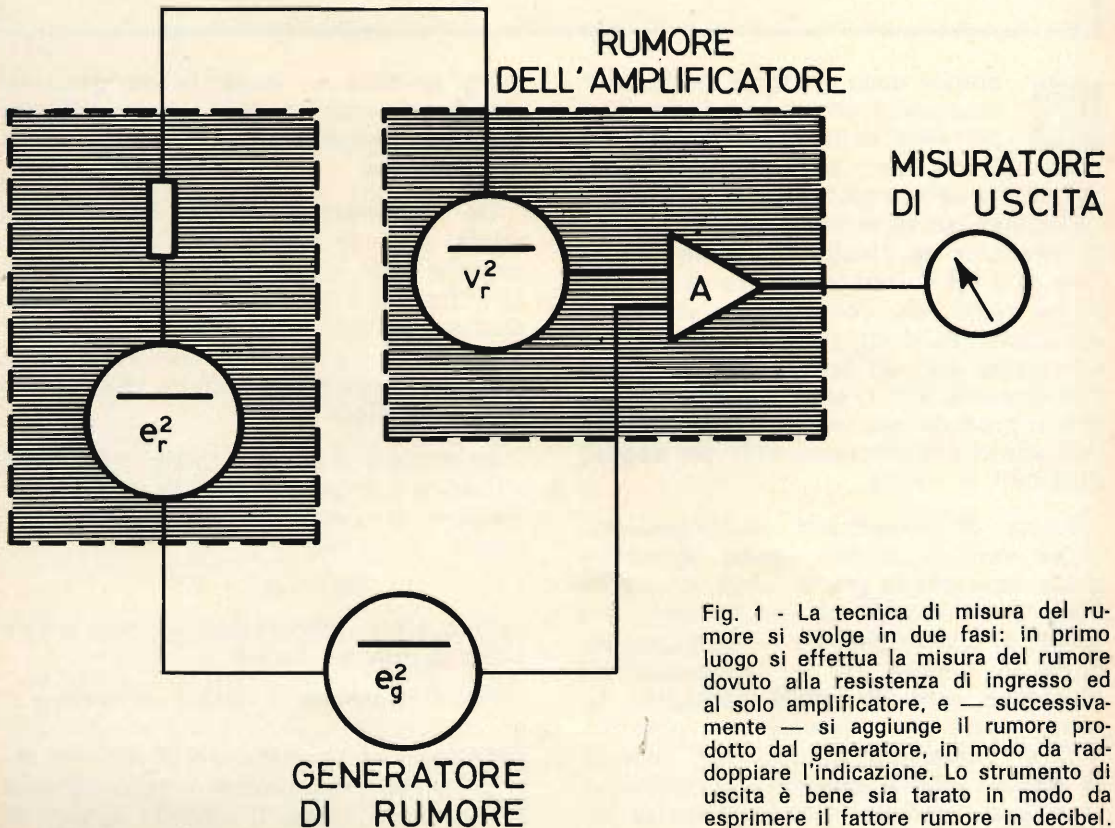 RUMORE
DELL'AMPLIFICATORE
MISURATORE
DI USCITA
v_r^2
A
e_r^2
e_g^2
GENERATORE
DI RUMORE
Fig. 1 - La tecnica di misura del ru-
more si svolge in due fasi: in primo
luogo si effettua la misura del rumore
dovuto alla resistenza di ingresso ed
al solo amplificatore, e — successiva-
mente — si aggiunge il rumore pro-
dotto dal generatore, in modo da rad-
doppiare l'indicazione. Lo strumento di
uscita è bene sia tarato in modo da
esprimere il fattore rumore in decibel.